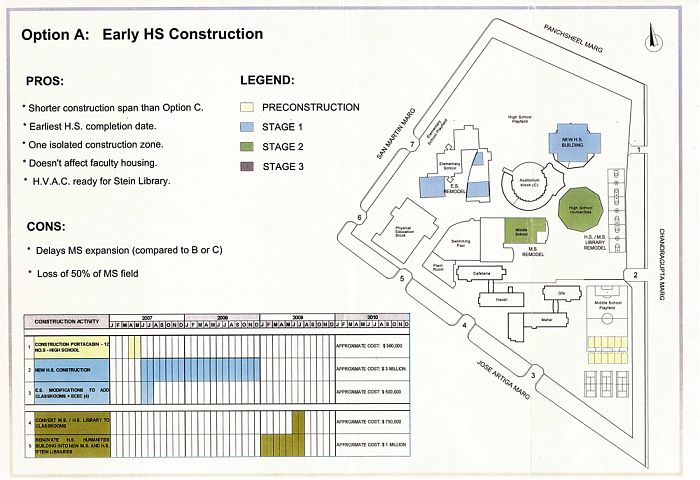 Option A: Early HS Construction
PROS:
* Shorter construction span than Option C.
* Earliest H.S. completion date.
* One isolated construction zone.
* Doesn't affect faculty housing.
* H.V.A.C. ready for Stein Library.
CONS:
* Delays MS expansion (compared to B or C)
* Loss of 50% of MS field
LEGEND:
PRECONSTRUCTION
STAGE 1
STAGE 2
STAGE 3
PANCHSHEEL MARG
SAN MARTIN MARG
CHANDRAGUPTA MARG
JOSE ARTIGA MARG
High School
Playfield
Elementary
School Playfield
NEW H.S.
BUILDING
Elementary
School
E.S.
REMODEL
Auditorium
block (C)
High School
Humanities
H.S. / M.S.
LIBRARY
REMODEL
Physical
Education
Block
Swimming
Pool
Middle
School
M.S.
REMODEL
Plant
Room
Cafeteria
Haveli
Dile
Mahal
Middle School
Playfield
1
2
3
4
5
6
7
CONSTRUCTION ACTIVITY
2007
2008
2009
2010
J F M A M J J A S O N D J F M A M J J A S O N D J F M A M J J A S O N D J F M A M J J A S O N D
1 CONSTRUCTION PORTACABIN - 12
NO.S - HIGH SCHOOL
APPROXIMATE COST: $ 560,000
2 NEW H.S. CONSTRUCTION
APPROXIMATE COST: $ 3 MILLION
3 E.S. MODIFICATIONS TO ADD
CLASSROOMS + ECEC (4)
APPROXIMATE COST: $ 500,000
4 CONVERT M.S. / H.S. LIBRARY TO
CLASSROOMS
APPROXIMATE COST: $ 750,000
5 RENOVATE H.S. HUMANITIES
BUILDING INTO NEW M.S. AND H.S.
STEIN LIBRARIES
APPROXIMATE COST: $ 1 MILLION